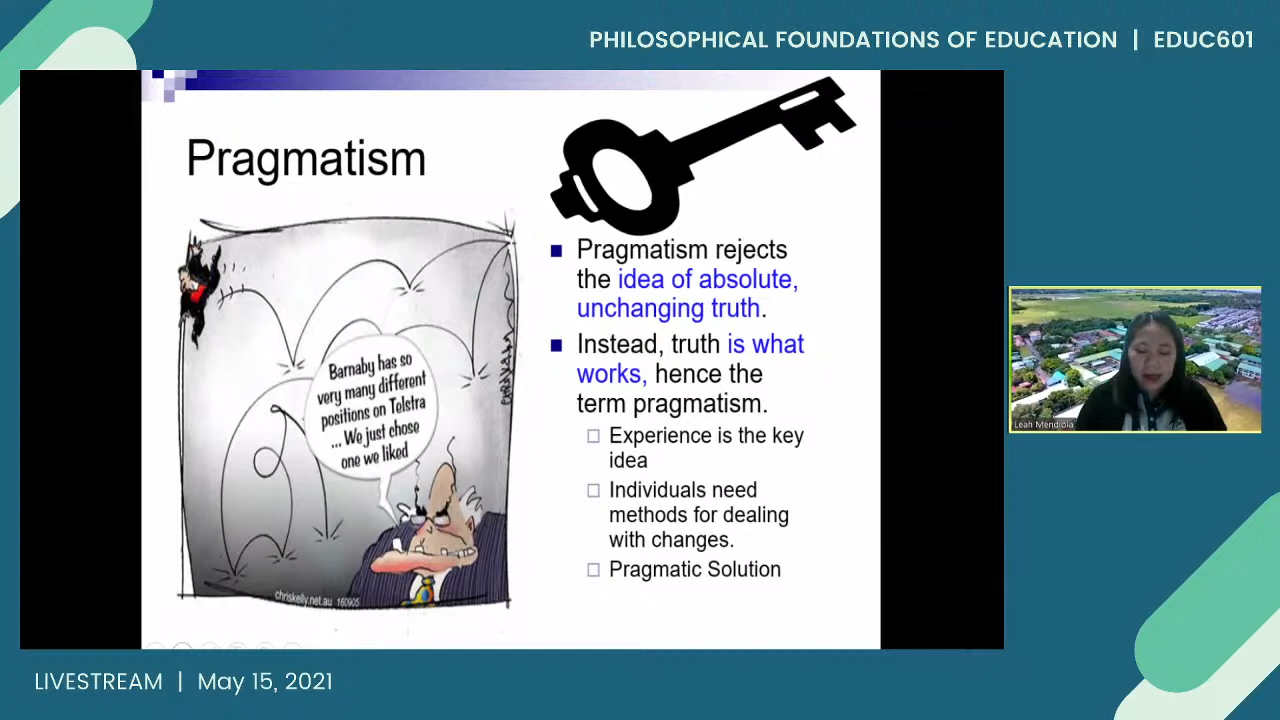 PHILOSOPHICAL FOUNDATIONS OF EDUCATION | EDUC601
Pragmatism
Barnaby has so
very many different
positions on Telstra
... We just chose
one we liked
chriskelly.net.au 160905
Pragmatism rejects
the idea of absolute,
unchanging truth.
Instead, truth is what
works, hence the
term pragmatism.
Experience is the key
idea
Individuals need
methods for dealing
with changes.
Pragmatic Solution
Leah Mendiola
LIVESTREAM | May 15, 2021